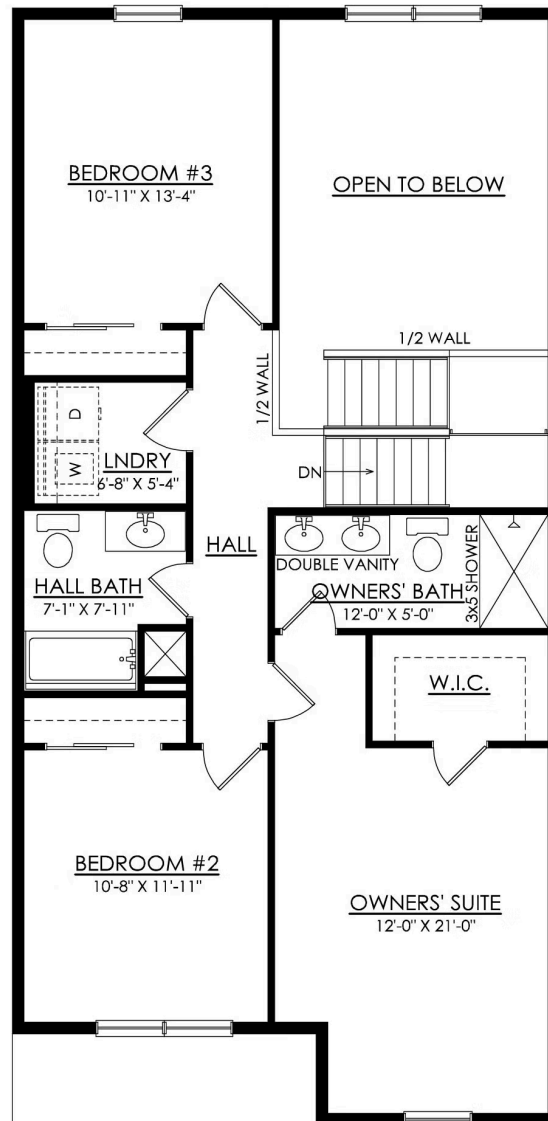 BEDROOM #3
10'-11" X 13'-4"
OPEN TO BELOW
1/2 WALL
1/2 WALL
D
W
LNDRY
6'-8" X 5'-4"
DN
HALL
DOUBLE VANITY
HALL BATH
7'-1" X 7'-11"
OWNERS' BATH
12'-0" X 5'-0"
3x5 SHOWER
W.I.C.
BEDROOM #2
10'-8" X 11'-11"
OWNERS' SUITE
12'-0" X 21'-0"